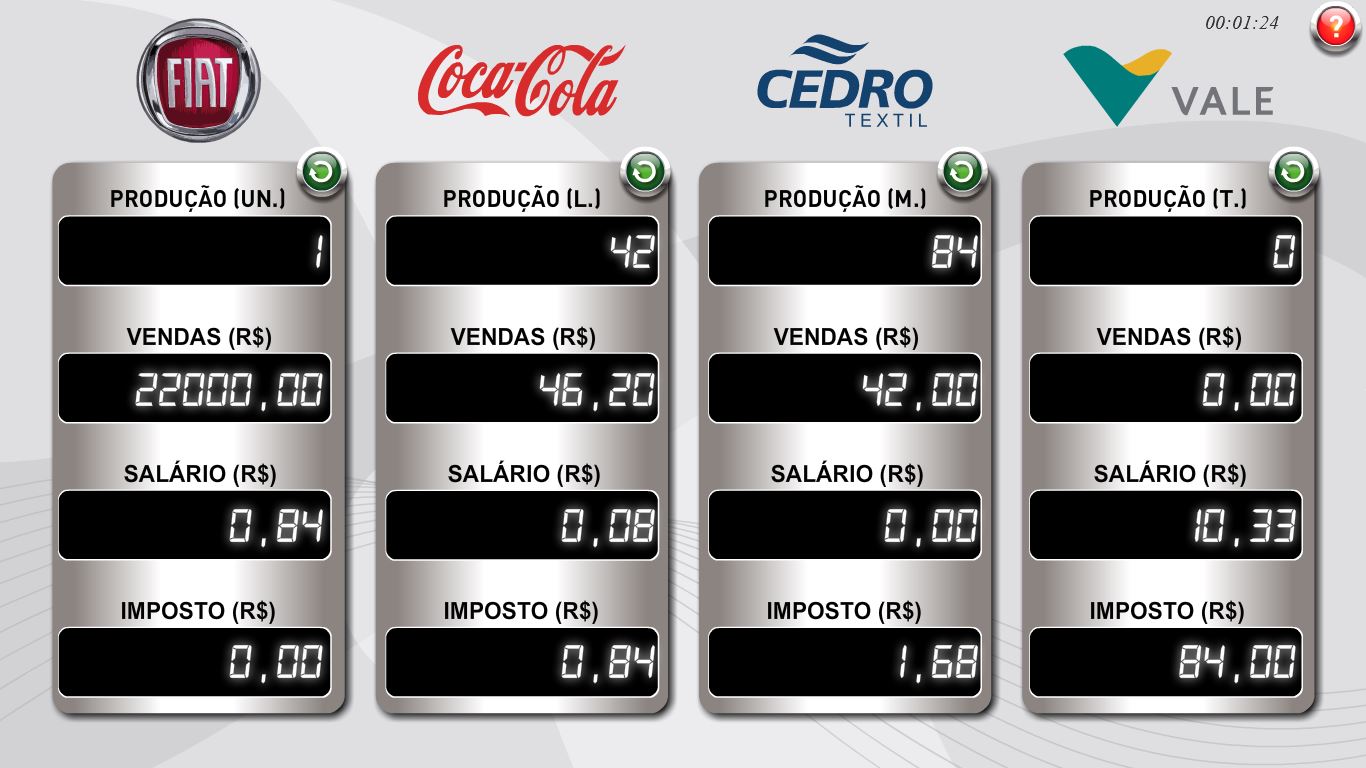 00:01:24
?
FIAT
Coca-Cola
CEDRO
TEXTIL
VALE
PRODUÇÃO (UN.)
1
VENDAS (R$)
22000,00
SALÁRIO (R$)
0,84
IMPOSTO (R$)
0,00
PRODUÇÃO (L.)
42
VENDAS (R$)
46,20
SALÁRIO (R$)
0,08
IMPOSTO (R$)
0,84
PRODUÇÃO (M.)
84
VENDAS (R$)
42,00
SALÁRIO (R$)
0,00
IMPOSTO (R$)
1,68
PRODUÇÃO (T.)
0
VENDAS (R$)
0,00
SALÁRIO (R$)
10,33
IMPOSTO (R$)
84,00